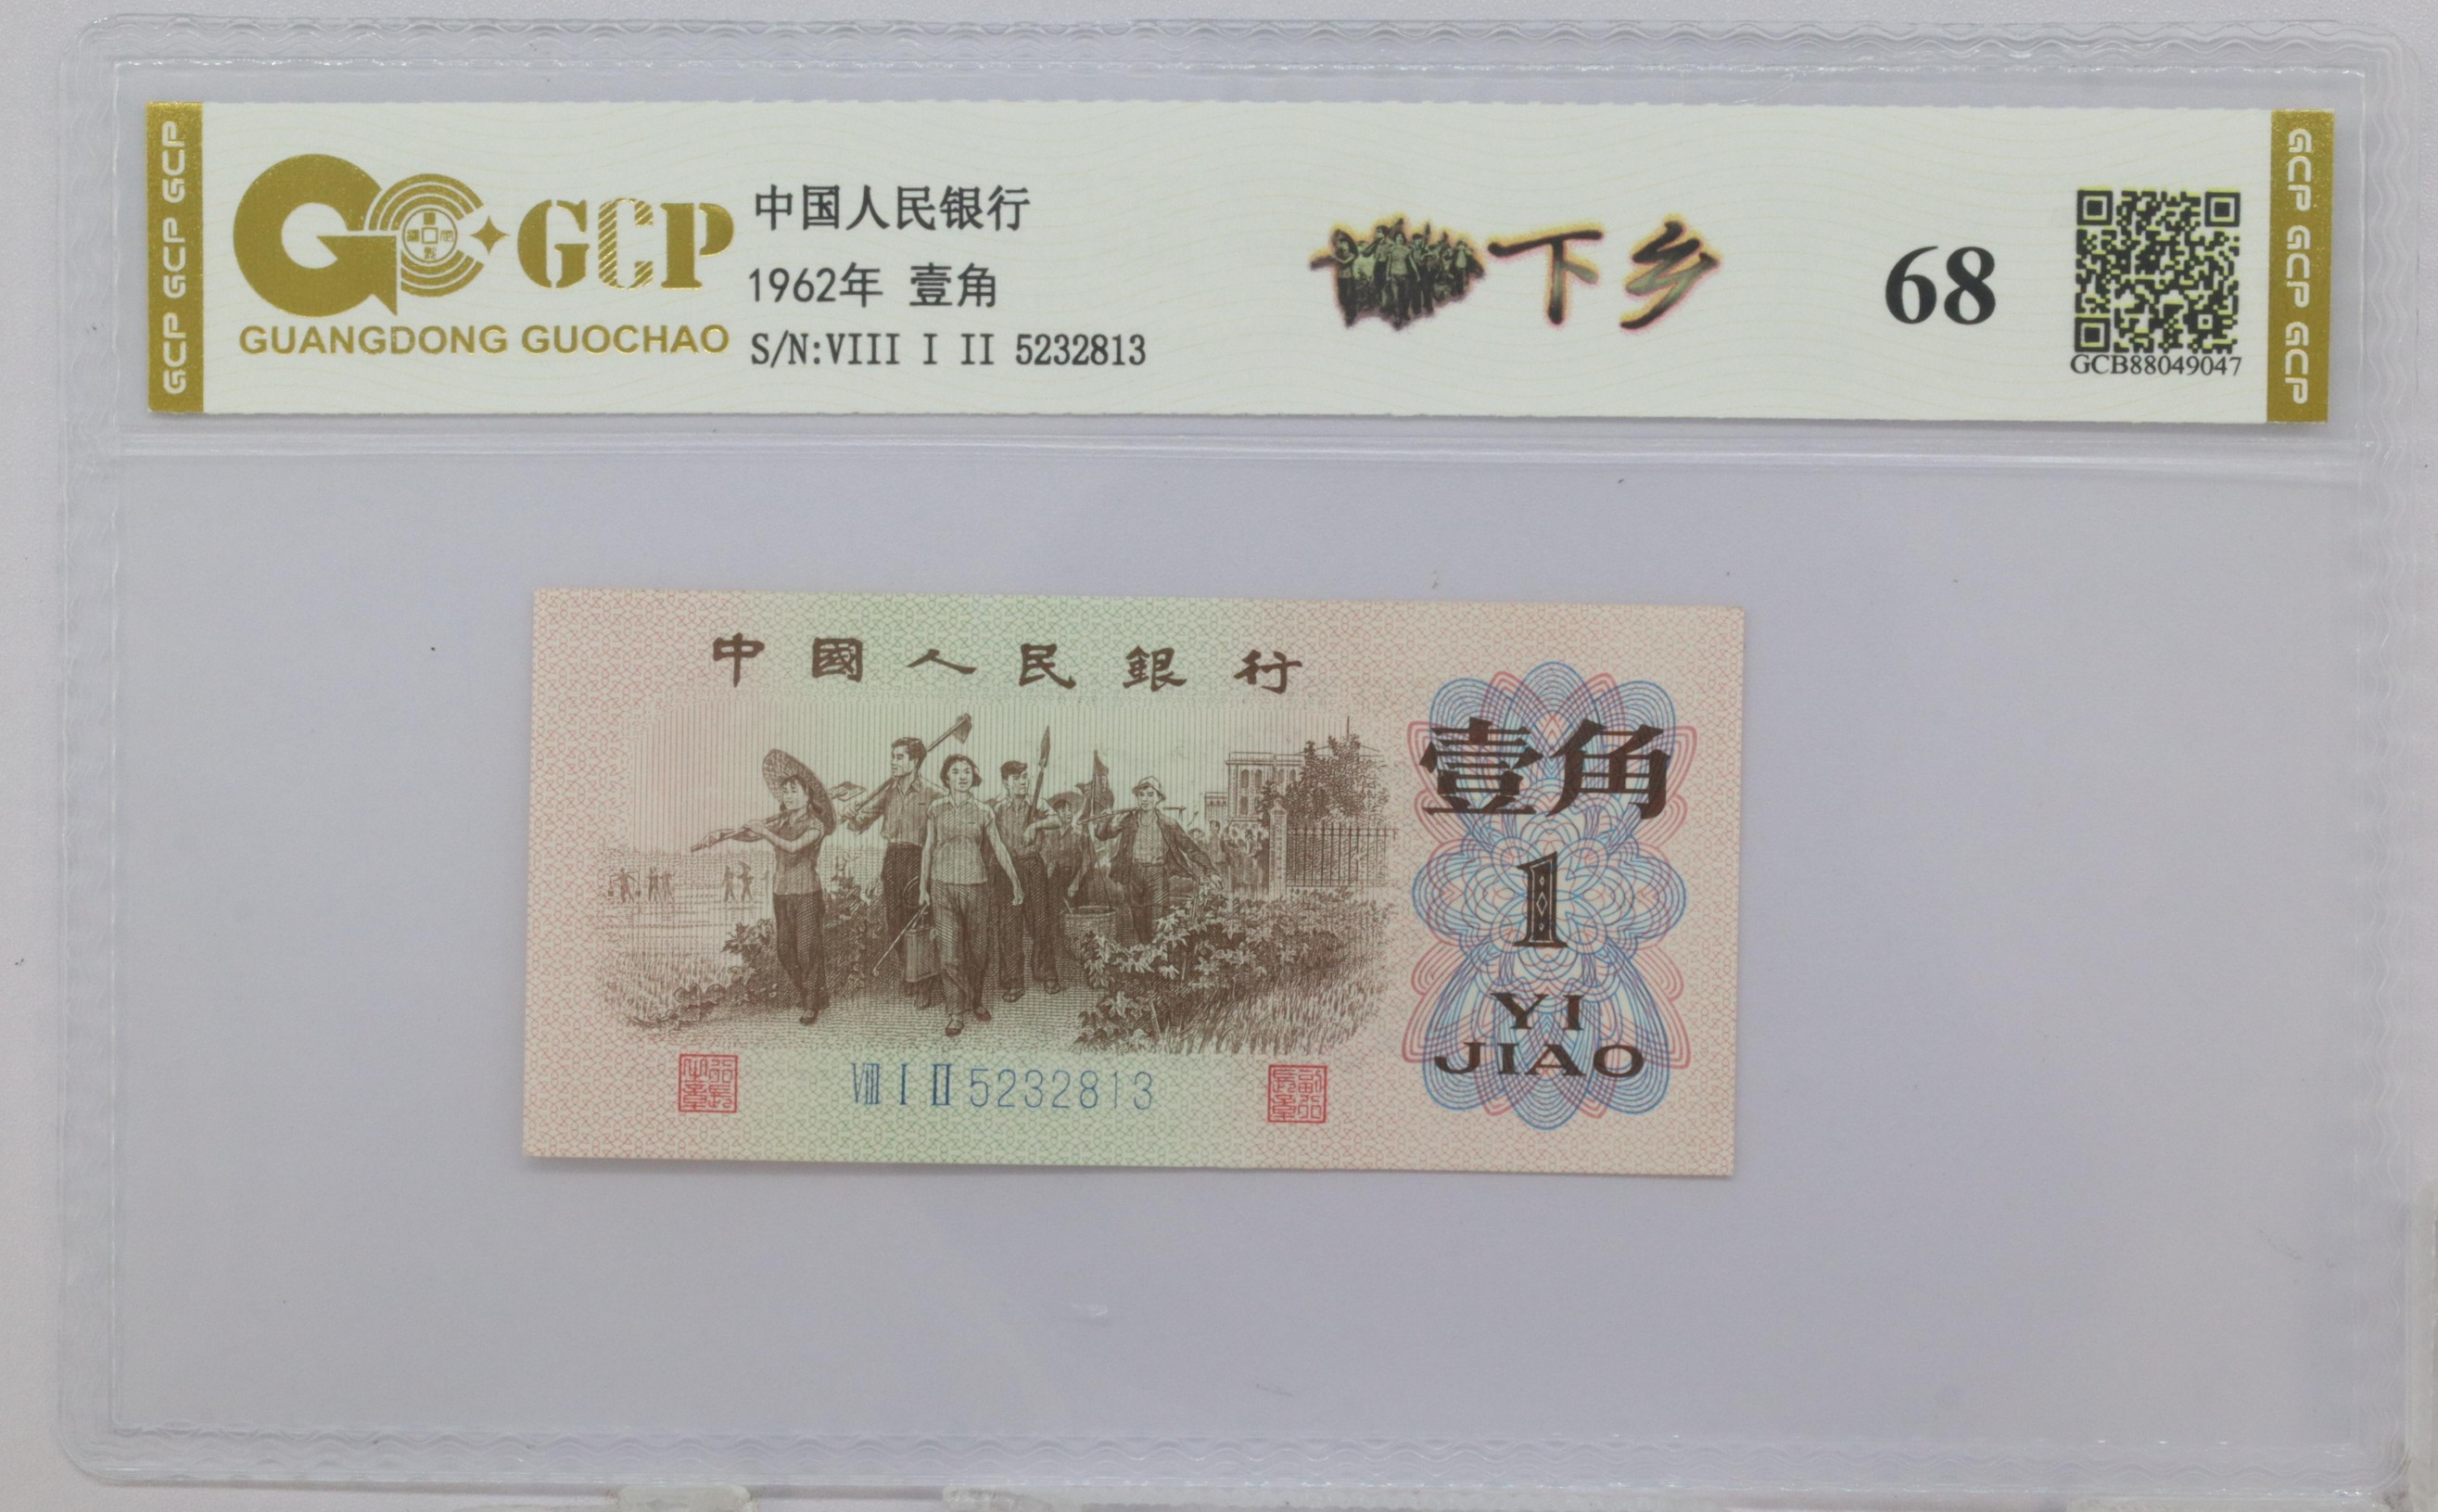 GCP GCP GCP
GCP
GUANGDONG GUOCHAO
中国人民银行
1962年 壹角
S/N:VIII I II 5232813
下乡
68
GCB88049047
GCP GCP GCP
中國人民銀行
壹角
1
YI
JIAO
VIII I II 5232813